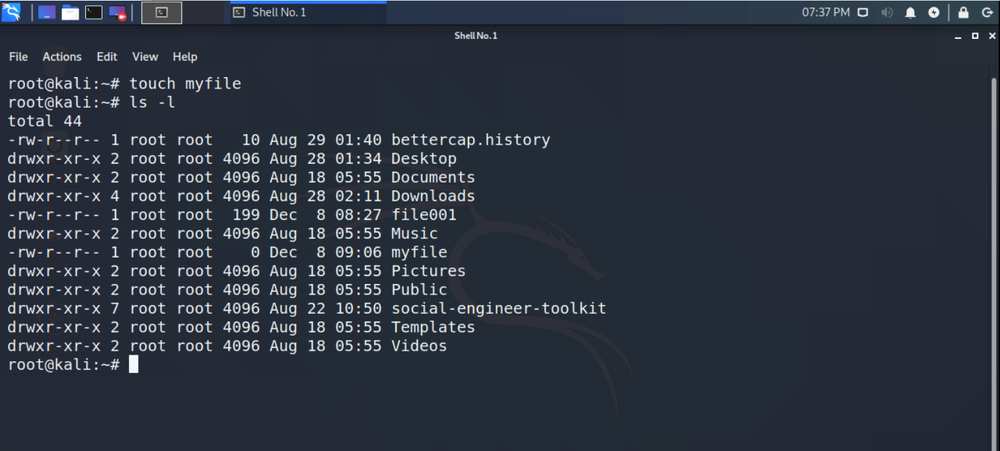 Shell No. 1
07:37 PM
Shell No. 1
File Actions Edit View Help
root@kali:~# touch myfile
root@kali:~# ls -l
total 44
-rw-r--r-- 1 root root   10 Aug 29 01:40 bettercap.history
drwxr-xr-x 2 root root 4096 Aug 28 01:34 Desktop
drwxr-xr-x 2 root root 4096 Aug 18 05:55 Documents
drwxr-xr-x 4 root root 4096 Aug 28 02:11 Downloads
-rw-r--r-- 1 root root  199 Dec  8 08:27 file001
drwxr-xr-x 2 root root 4096 Aug 18 05:55 Music
-rw-r--r-- 1 root root    0 Dec  8 09:06 myfile
drwxr-xr-x 2 root root 4096 Aug 18 05:55 Pictures
drwxr-xr-x 2 root root 4096 Aug 18 05:55 Public
drwxr-xr-x 7 root root 4096 Aug 22 10:50 social-engineer-toolkit
drwxr-xr-x 2 root root 4096 Aug 18 05:55 Templates
drwxr-xr-x 2 root root 4096 Aug 18 05:55 Videos
root@kali:~#